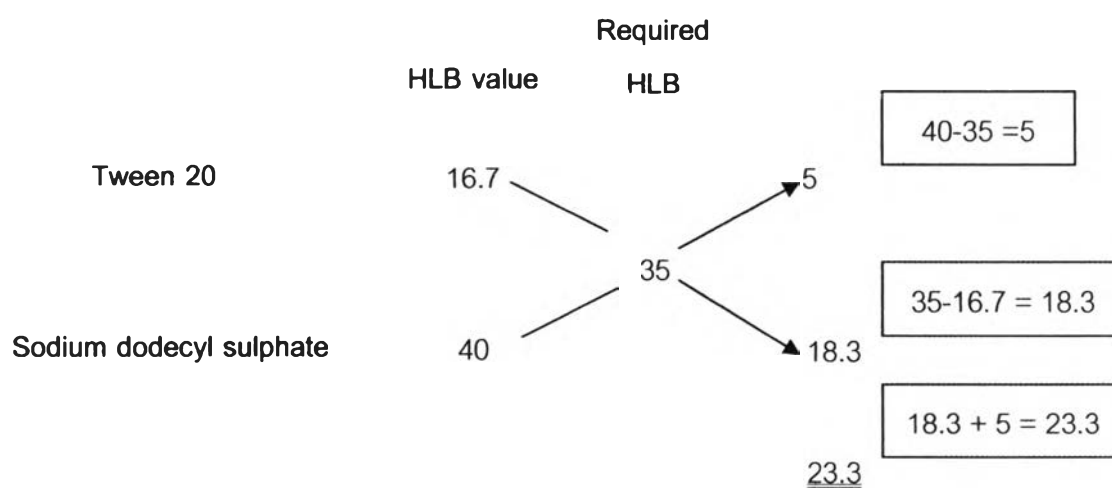 Required
HLB value HLB
40-35 =5
Tween 20 16.7 5
35
35-16.7 = 18.3
Sodium dodecyl sulphate 40 18.3
18.3 + 5 = 23.3
23.3